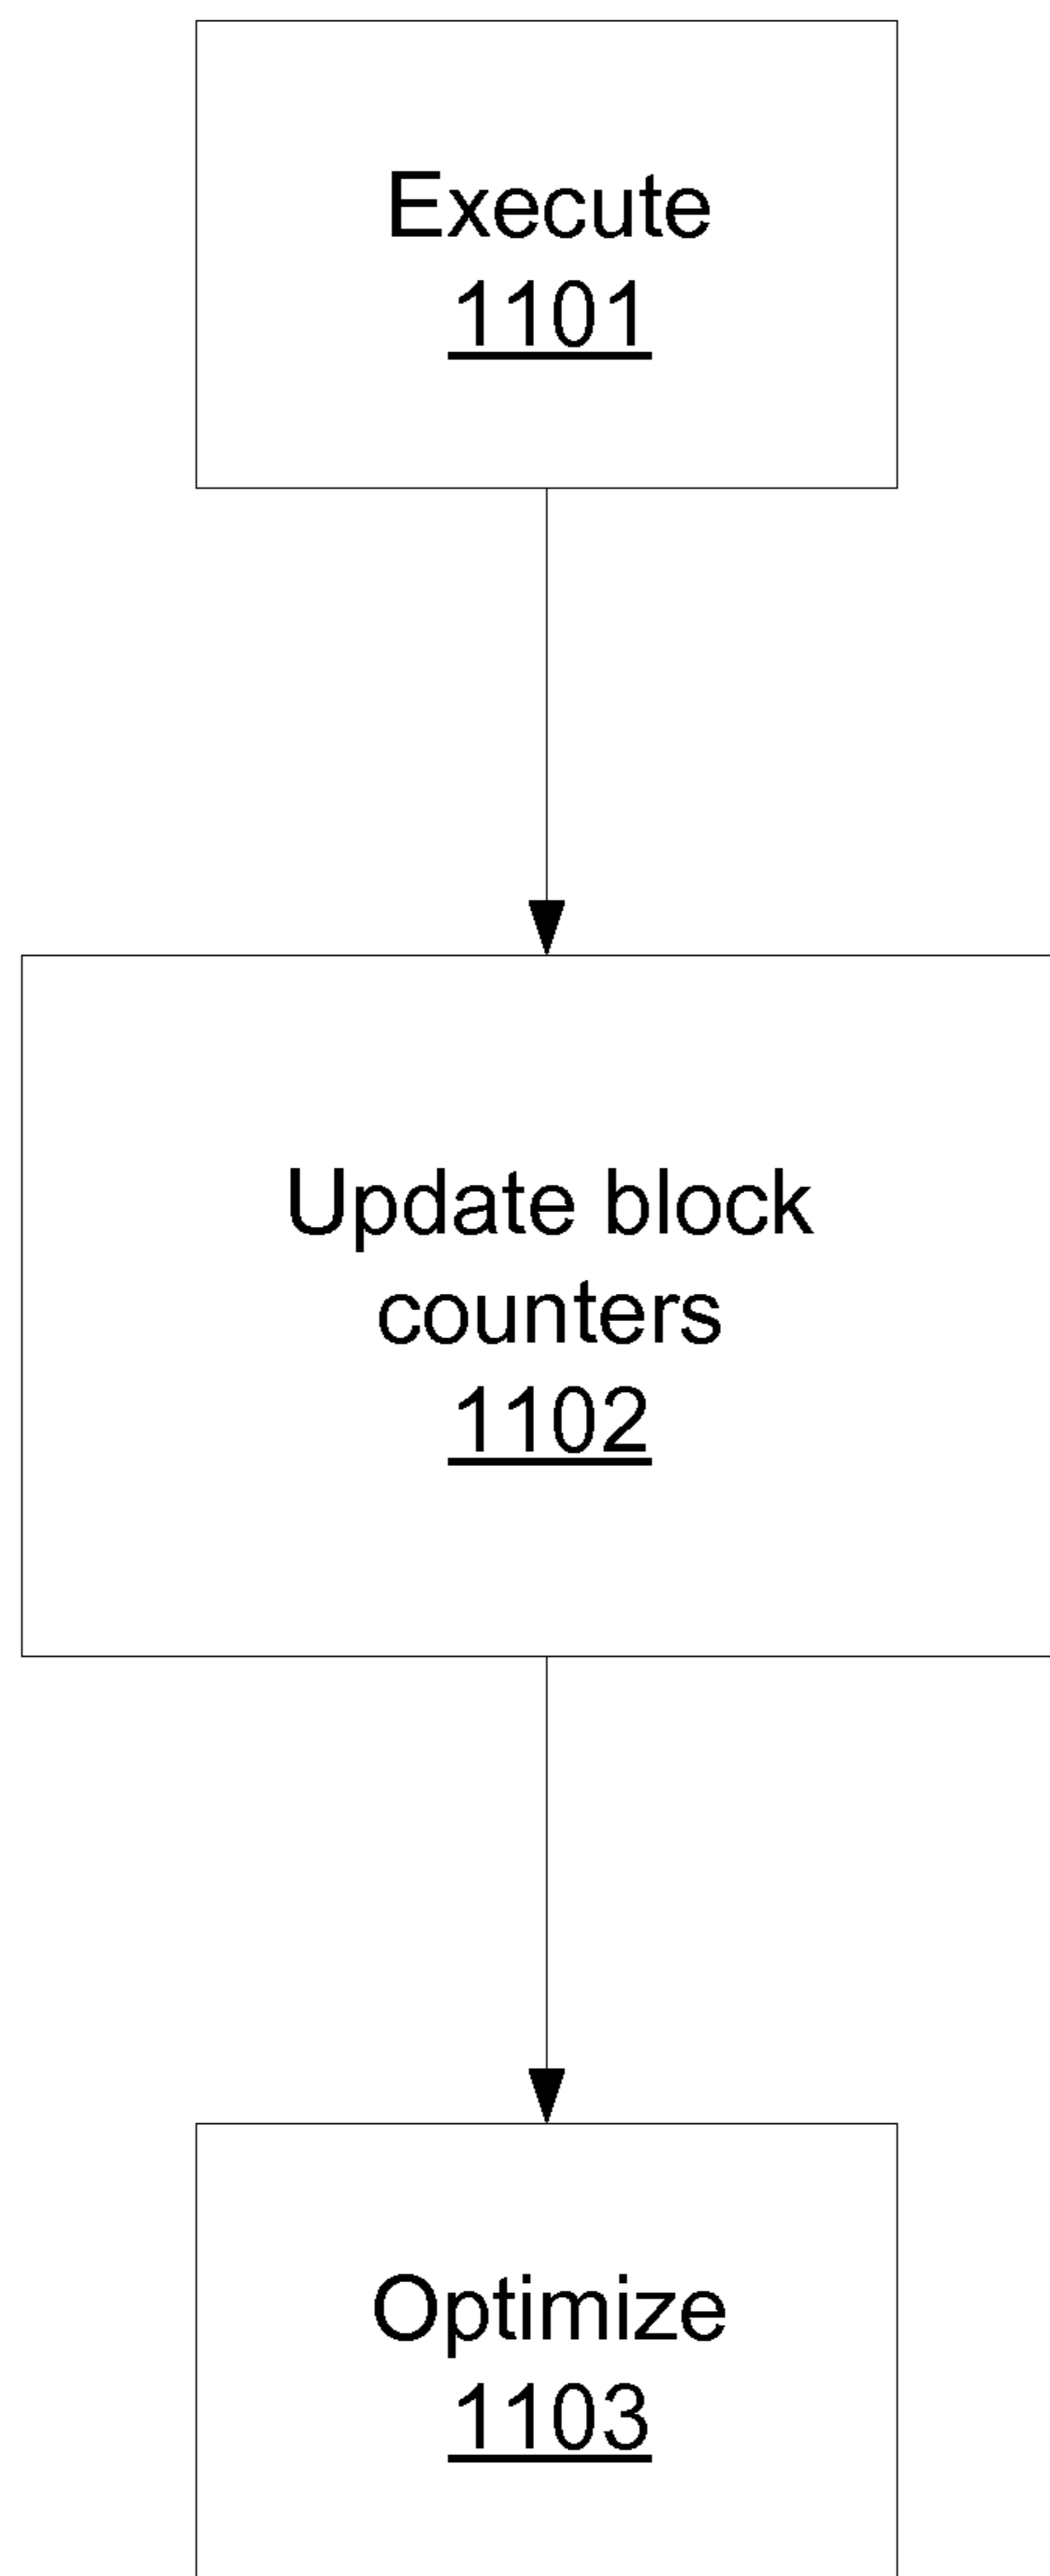 Execute
1101
Update block
counters
1102
Optimize
1103